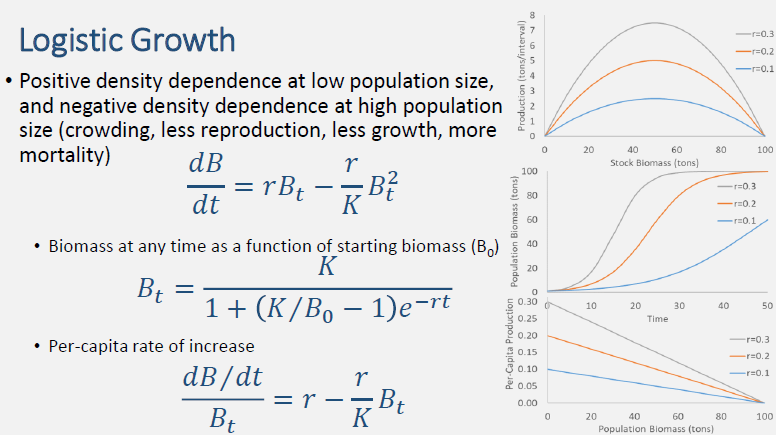 Logistic Growth
• Positive density dependence at low population size,
and negative density dependence at high population
size (crowding, less reproduction, less growth, more
mortality)
dB/dt = rB_t − r/K B_t^2
• Biomass at any time as a function of starting biomass (B_0)
B_t = K / (1 + (K/B_0 − 1)e^{−rt})
• Per-capita rate of increase
(dB/dt)/B_t = r − r/K B_t
Production (tons/interval)
8
7
6
5
4
3
2
1
0
r=0.3
r=0.2
r=0.1
0 20 40 60 80 100
Stock Biomass (tons)
Population Biomass (tons)
100
80
60
40
20
0
r=0.3
r=0.2
r=0.1
0 10 20 30 40 50
Time
Per-Capita Production
0.30
0.25
0.20
0.15
0.10
0.05
0.00
r=0.3
r=0.2
r=0.1
0 20 40 60 80 100
Population Biomass (tons)